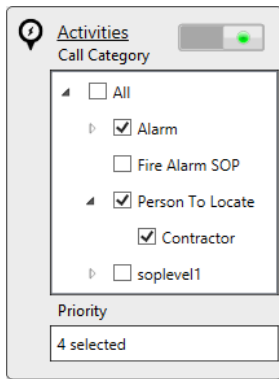 Activities
Call Category
All
Alarm
Fire Alarm SOP
Person To Locate
Contractor
soplevel1
Priority
4 selected